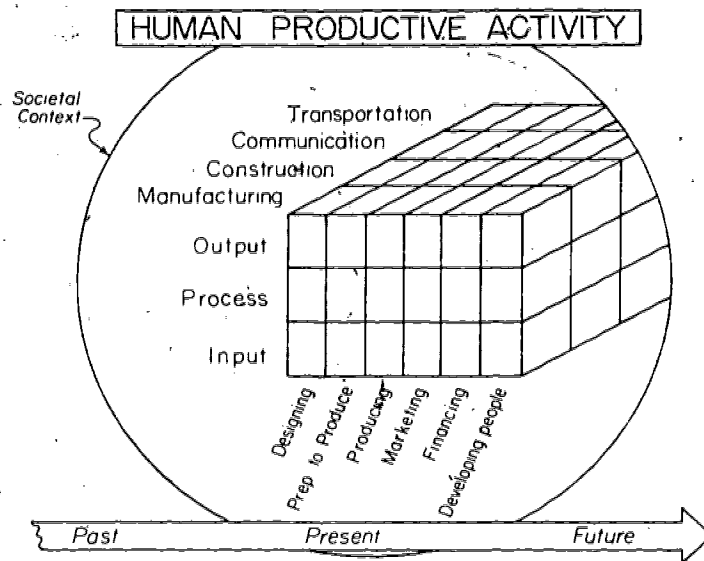 HUMAN PRODUCTIVE ACTIVITY
Societal
Context
Transportation
Communication
Construction
Manufacturing
Output
Process
Input
Designing
Prep to Produce
Producing
Marketing
Financing
Developing people
Past Present Future